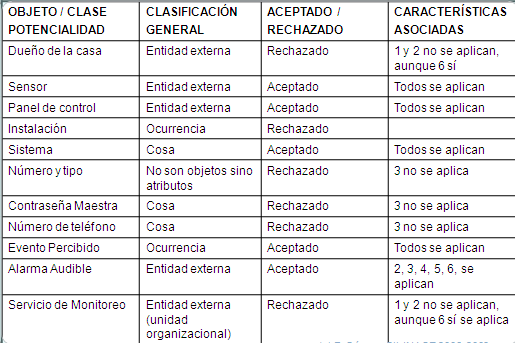 OBJETO / CLASE CLASIFICACIÓN ACEPTADO / CARACTERÍSTICAS
POTENCIALIDAD GENERAL RECHAZADO ASOCIADAS
Dueño de la casa Entidad externa Rechazado 1 y 2 no se aplican,
aunque 6 sí
Sensor Entidad externa Aceptado Todos se aplican
Panel de control Entidad externa Aceptado Todos se aplican
Instalación Ocurrencia Rechazado
Sistema Cosa Aceptado Todos se aplican
Número y tipo No son objetos sino Rechazado 3 no se aplica
atributos
Contraseña Maestra Cosa Rechazado 3 no se aplica
Número de teléfono Cosa Rechazado 3 no se aplica
Evento Percibido Ocurrencia Aceptado Todos se aplican
Alarma Audible Entidad externa Aceptado 2, 3, 4, 5, 6, se
aplican
Servicio de Monitoreo Entidad externa Rechazado 1 y 2 no se aplican,
(unidad aunque 6 sí se aplica
organizacional)